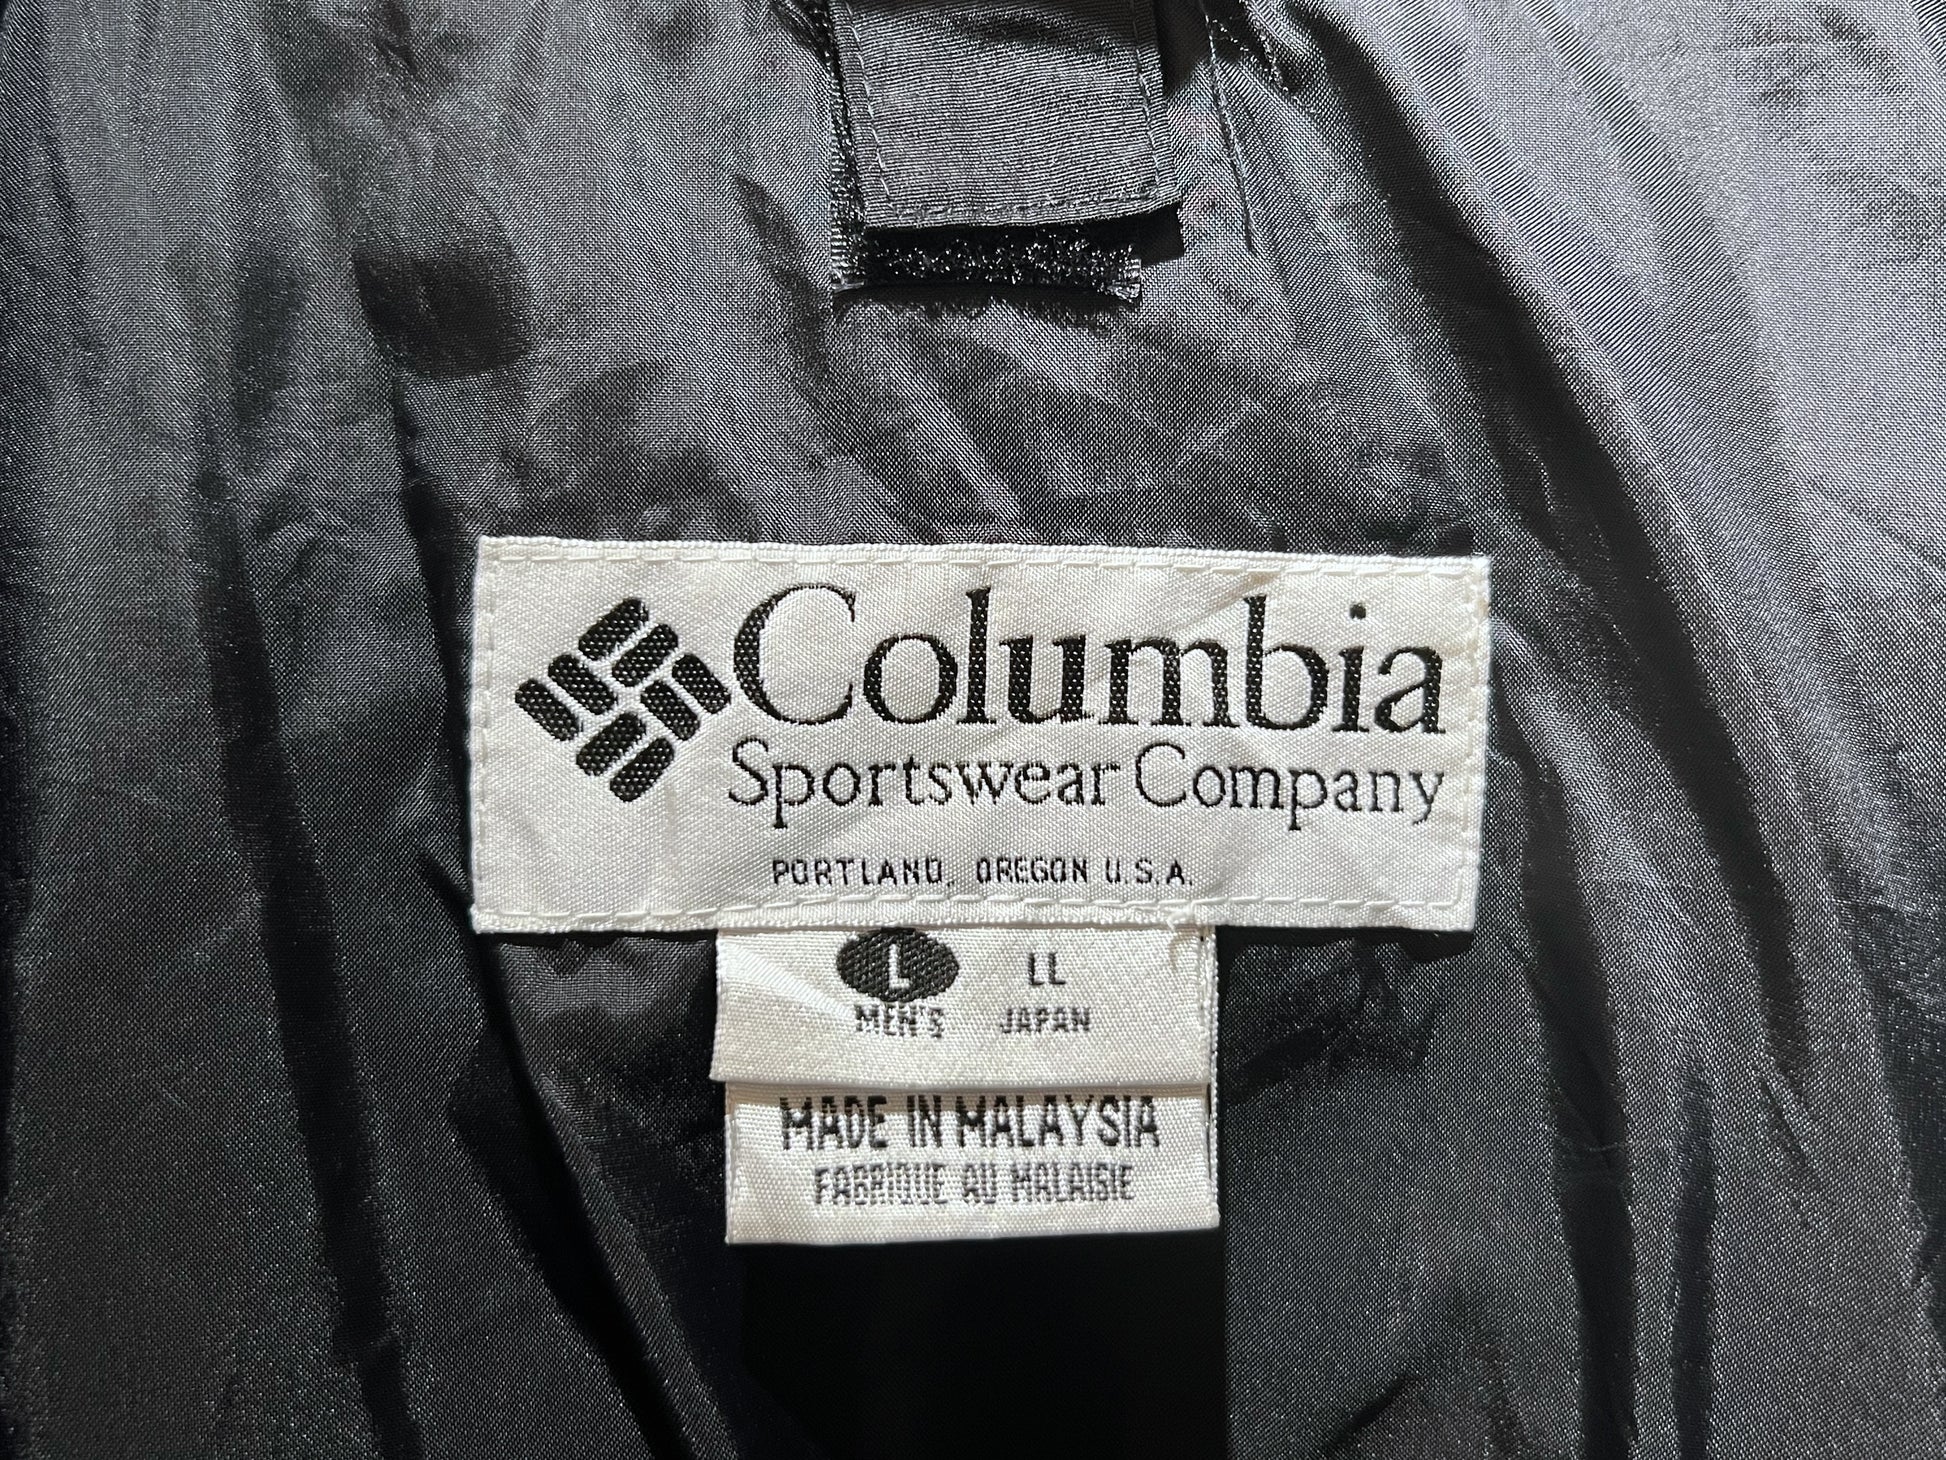 Columbia
Sportswear Company
PORTLAND, OREGON U.S.A.
L LL
MEN'S JAPAN
MADE IN MALAYSIA
FABRIQUE AU MALAISIE